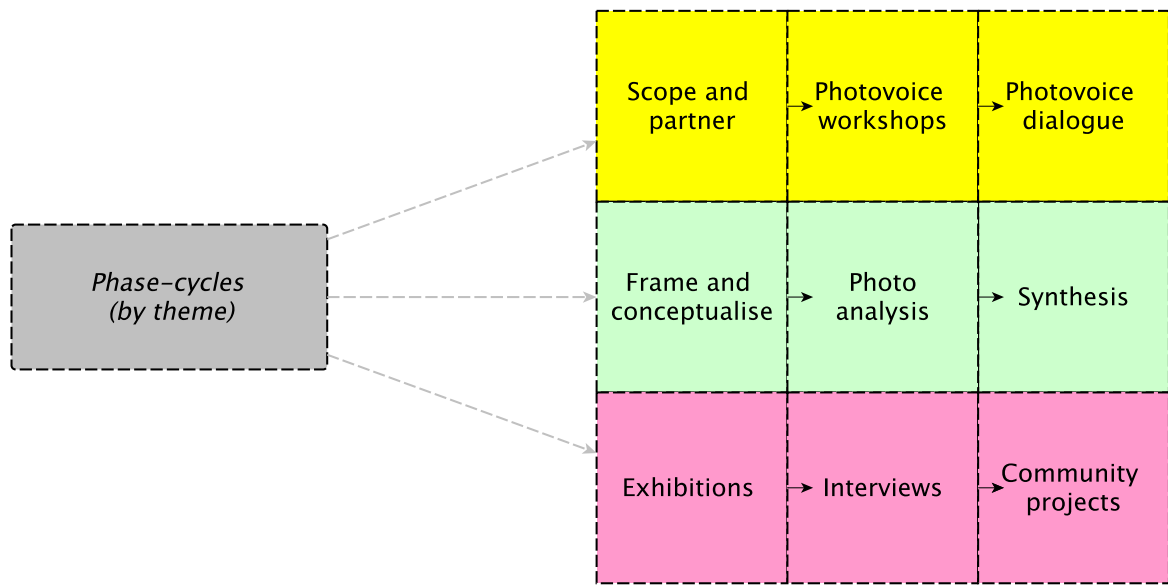 Phase-cycles
(by theme)
Scope and
partner
Photovoice
workshops
Photovoice
dialogue
Frame and
conceptualise
Photo
analysis
Synthesis
Exhibitions
Interviews
Community
projects